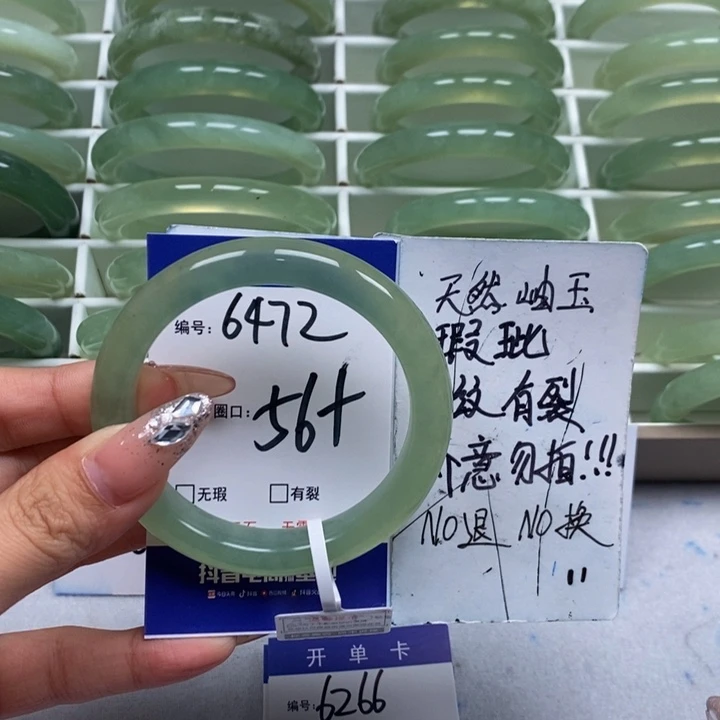 编号: 6472
圈口: 56+
无瑕 有裂
天然岫玉
瑕玼
纹有裂
介意勿拍!!!
NO退 NO换
开单卡
编号: 6266